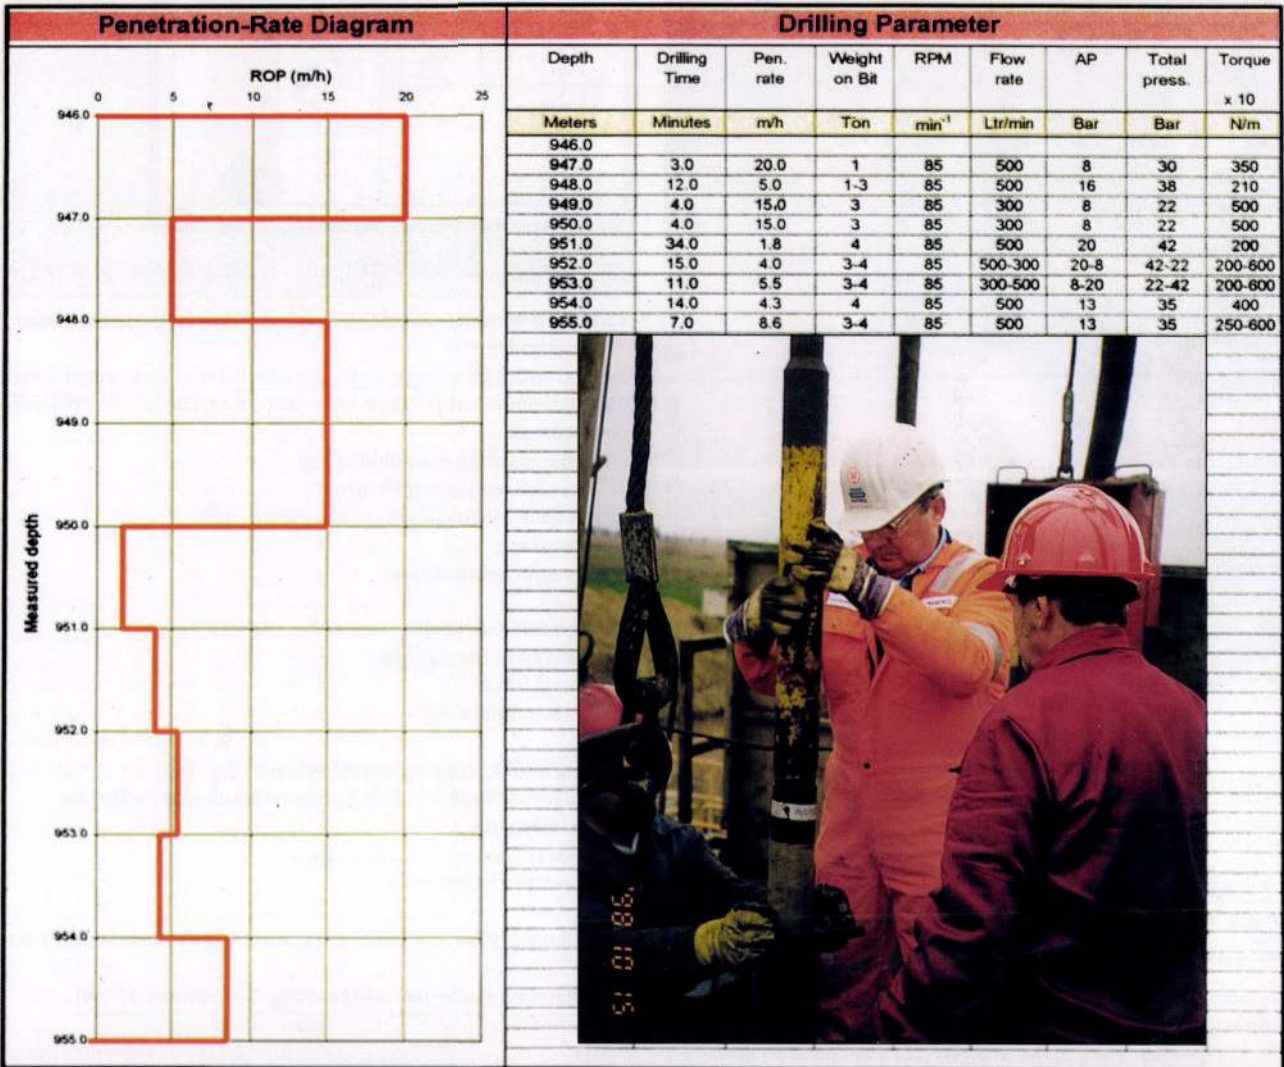 Penetration-Rate Diagram
ROP (m/h)
0 5 10 15 20 25
946.0
947.0
948.0
949.0
950.0
951.0
952.0
953.0
954.0
955.0
Measured depth
Drilling Parameter
Depth Drilling Time Pen. rate Weight on Bit RPM Flow rate AP Total press. Torque x 10
Meters Minutes m/h Ton min⁻¹ Ltr/min Bar Bar N/m
946.0
947.0 3.0 20.0 1 85 500 8 30 350
948.0 12.0 5.0 1-3 85 500 16 38 210
949.0 4.0 15.0 3 85 300 8 22 500
950.0 4.0 15.0 3 85 300 8 22 500
951.0 34.0 1.8 4 85 500 20 42 200
952.0 15.0 4.0 3-4 85 500-300 20-8 42-22 200-600
953.0 11.0 5.5 3-4 85 300-500 8-20 22-42 200-600
954.0 14.0 4.3 4 85 500 13 35 400
955.0 7.0 8.6 3-4 85 500 13 35 250-600
'98 10 15